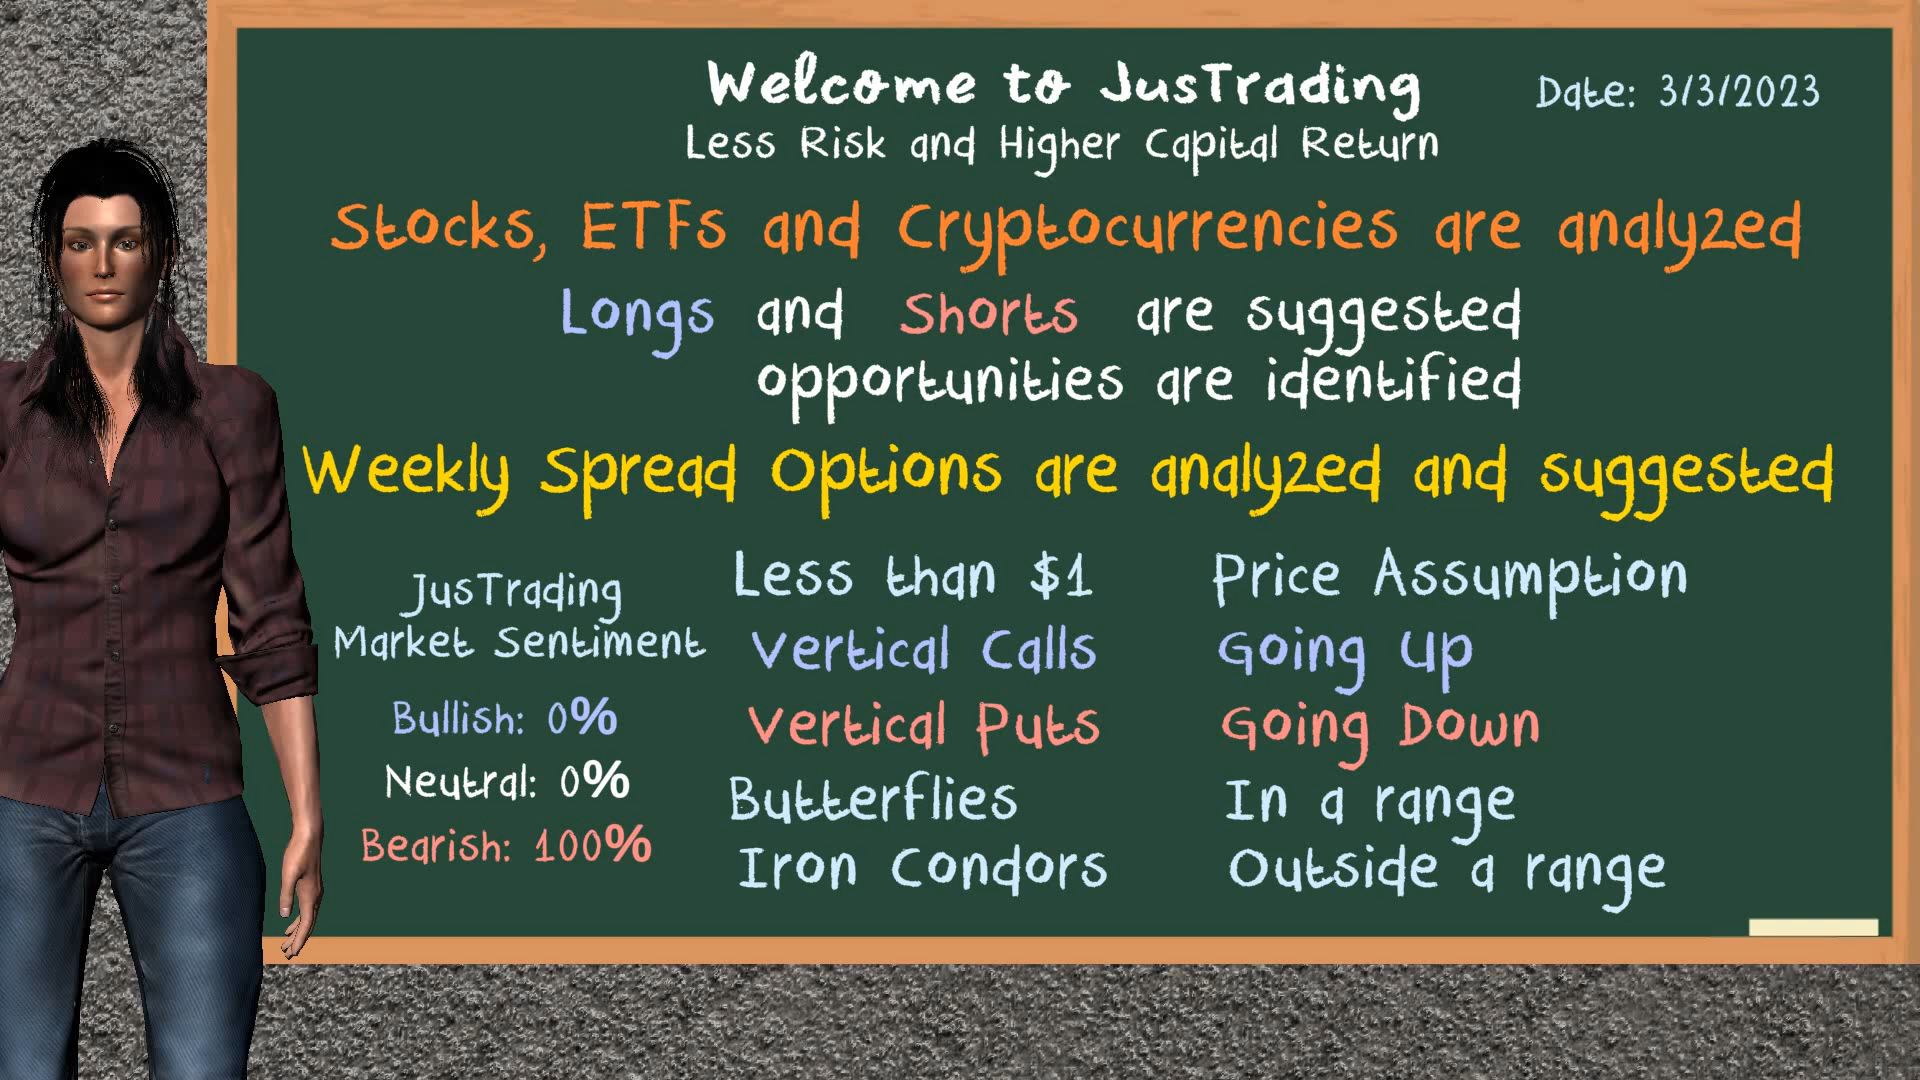 Welcome to JusTrading
Date: 3/3/2023
Less Risk and Higher Capital Return
Stocks, ETFs and Cryptocurrencies are analyzed
Longs and Shorts are suggested
opportunities are identified
Weekly Spread Options are analyzed and suggested
JusTrading
Market Sentiment
Bullish: 0%
Neutral: 0%
Bearish: 100%
Less than $1 Price Assumption
Vertical Calls Going Up
Vertical Puts Going Down
Butterflies In a range
Iron Condors Outside a range